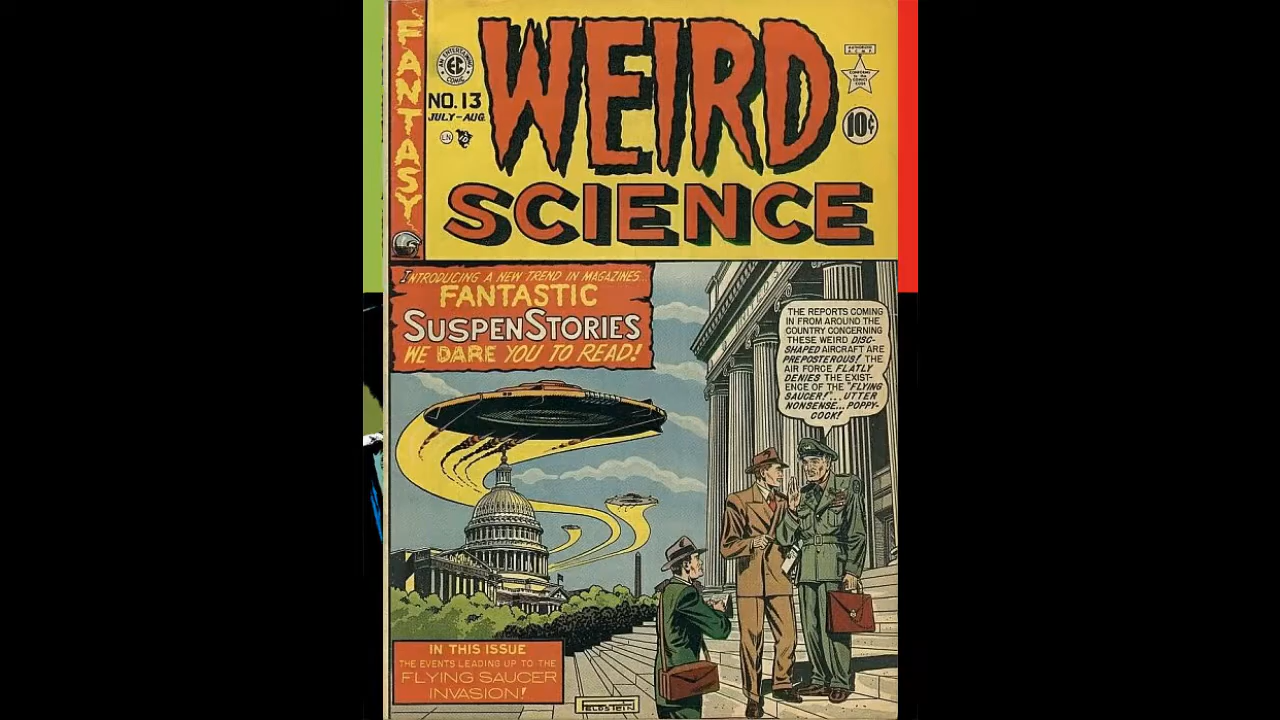 FANTASY
WEIRD
SCIENCE
AN ENTERTAINING
EC
COMIC
NO. 13
JULY-AUG.
10¢
INTRODUCING A NEW TREND IN MAGAZINES..
FANTASTIC
SUSPENSTORIES
WE DARE YOU TO READ!
THE REPORTS COMING
IN FROM AROUND THE
COUNTRY CONCERNING
THESE WEIRD DISC-
SHAPED AIRCRAFT ARE
PREPOSTEROUS! THE
AIR FORCE FLATLY
DENIES THE EXIST-
ENCE OF THE "FLYING
SAUCER!"... UTTER
NONSENSE... POPPY-
COCK!
IN THIS ISSUE
THE EVENTS LEADING UP TO THE
FLYING SAUCER
INVASION!
FELDSTEIN